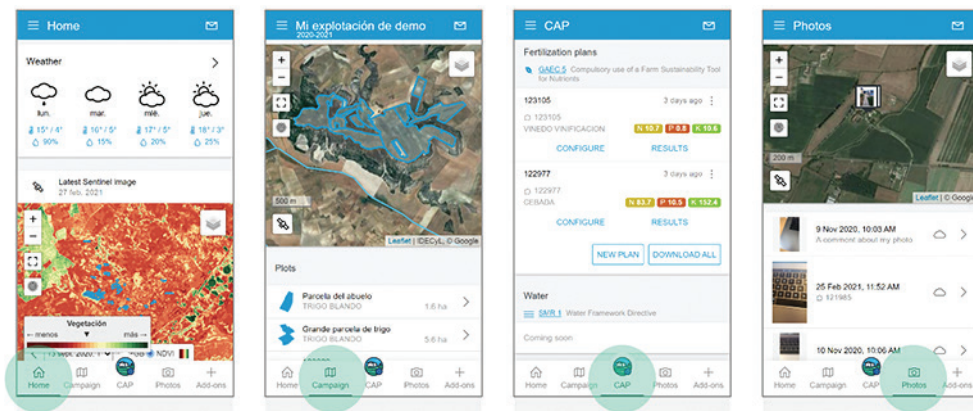 Home
Weather
lun.
mar.
mié.
jue.
15° / 4°
16° / 5°
17° / 5°
18° / 3°
90%
15%
20%
25%
Latest Sentinel image
27 feb. 2021
+
−
Vegetación
← menos
más →
NDVI
Home
Campaign
CAP
Photos
Add-ons
Mi explotación de demo
2020-2021
+
−
500 m
Leaflet | IDECyL, © Google
Plots
Parcela del abuelo
TRIGO BLANDO
1.6 ha
Grande parcela de trigo
TRIGO BLANDO
5.6 ha
Home
Campaign
CAP
Photos
Add-ons
CAP
Fertilization plans
GAEC 5 Compulsory use of a Farm Sustainability Tool
for Nutrients
123105
3 days ago
123105
VINEDO VINIFICACION
N 10.7 P 0.8 K 10.6
CONFIGURE
RESULTS
122977
3 days ago
122977
CEBADA
N 83.7 P 10.5 K 152.4
CONFIGURE
RESULTS
NEW PLAN
DOWNLOAD ALL
Water
SMR 1 Water Framework Directive
Coming soon
Home
Campaign
CAP
Photos
Add-ons
Photos
+
−
200 m
Leaflet | © Google
9 Nov 2020, 10:03 AM
A comment about my photo
25 Feb 2021, 11:52 AM
121985
10 Nov 2020, 10:06 AM
Home
Campaign
CAP
Photos
Add-ons